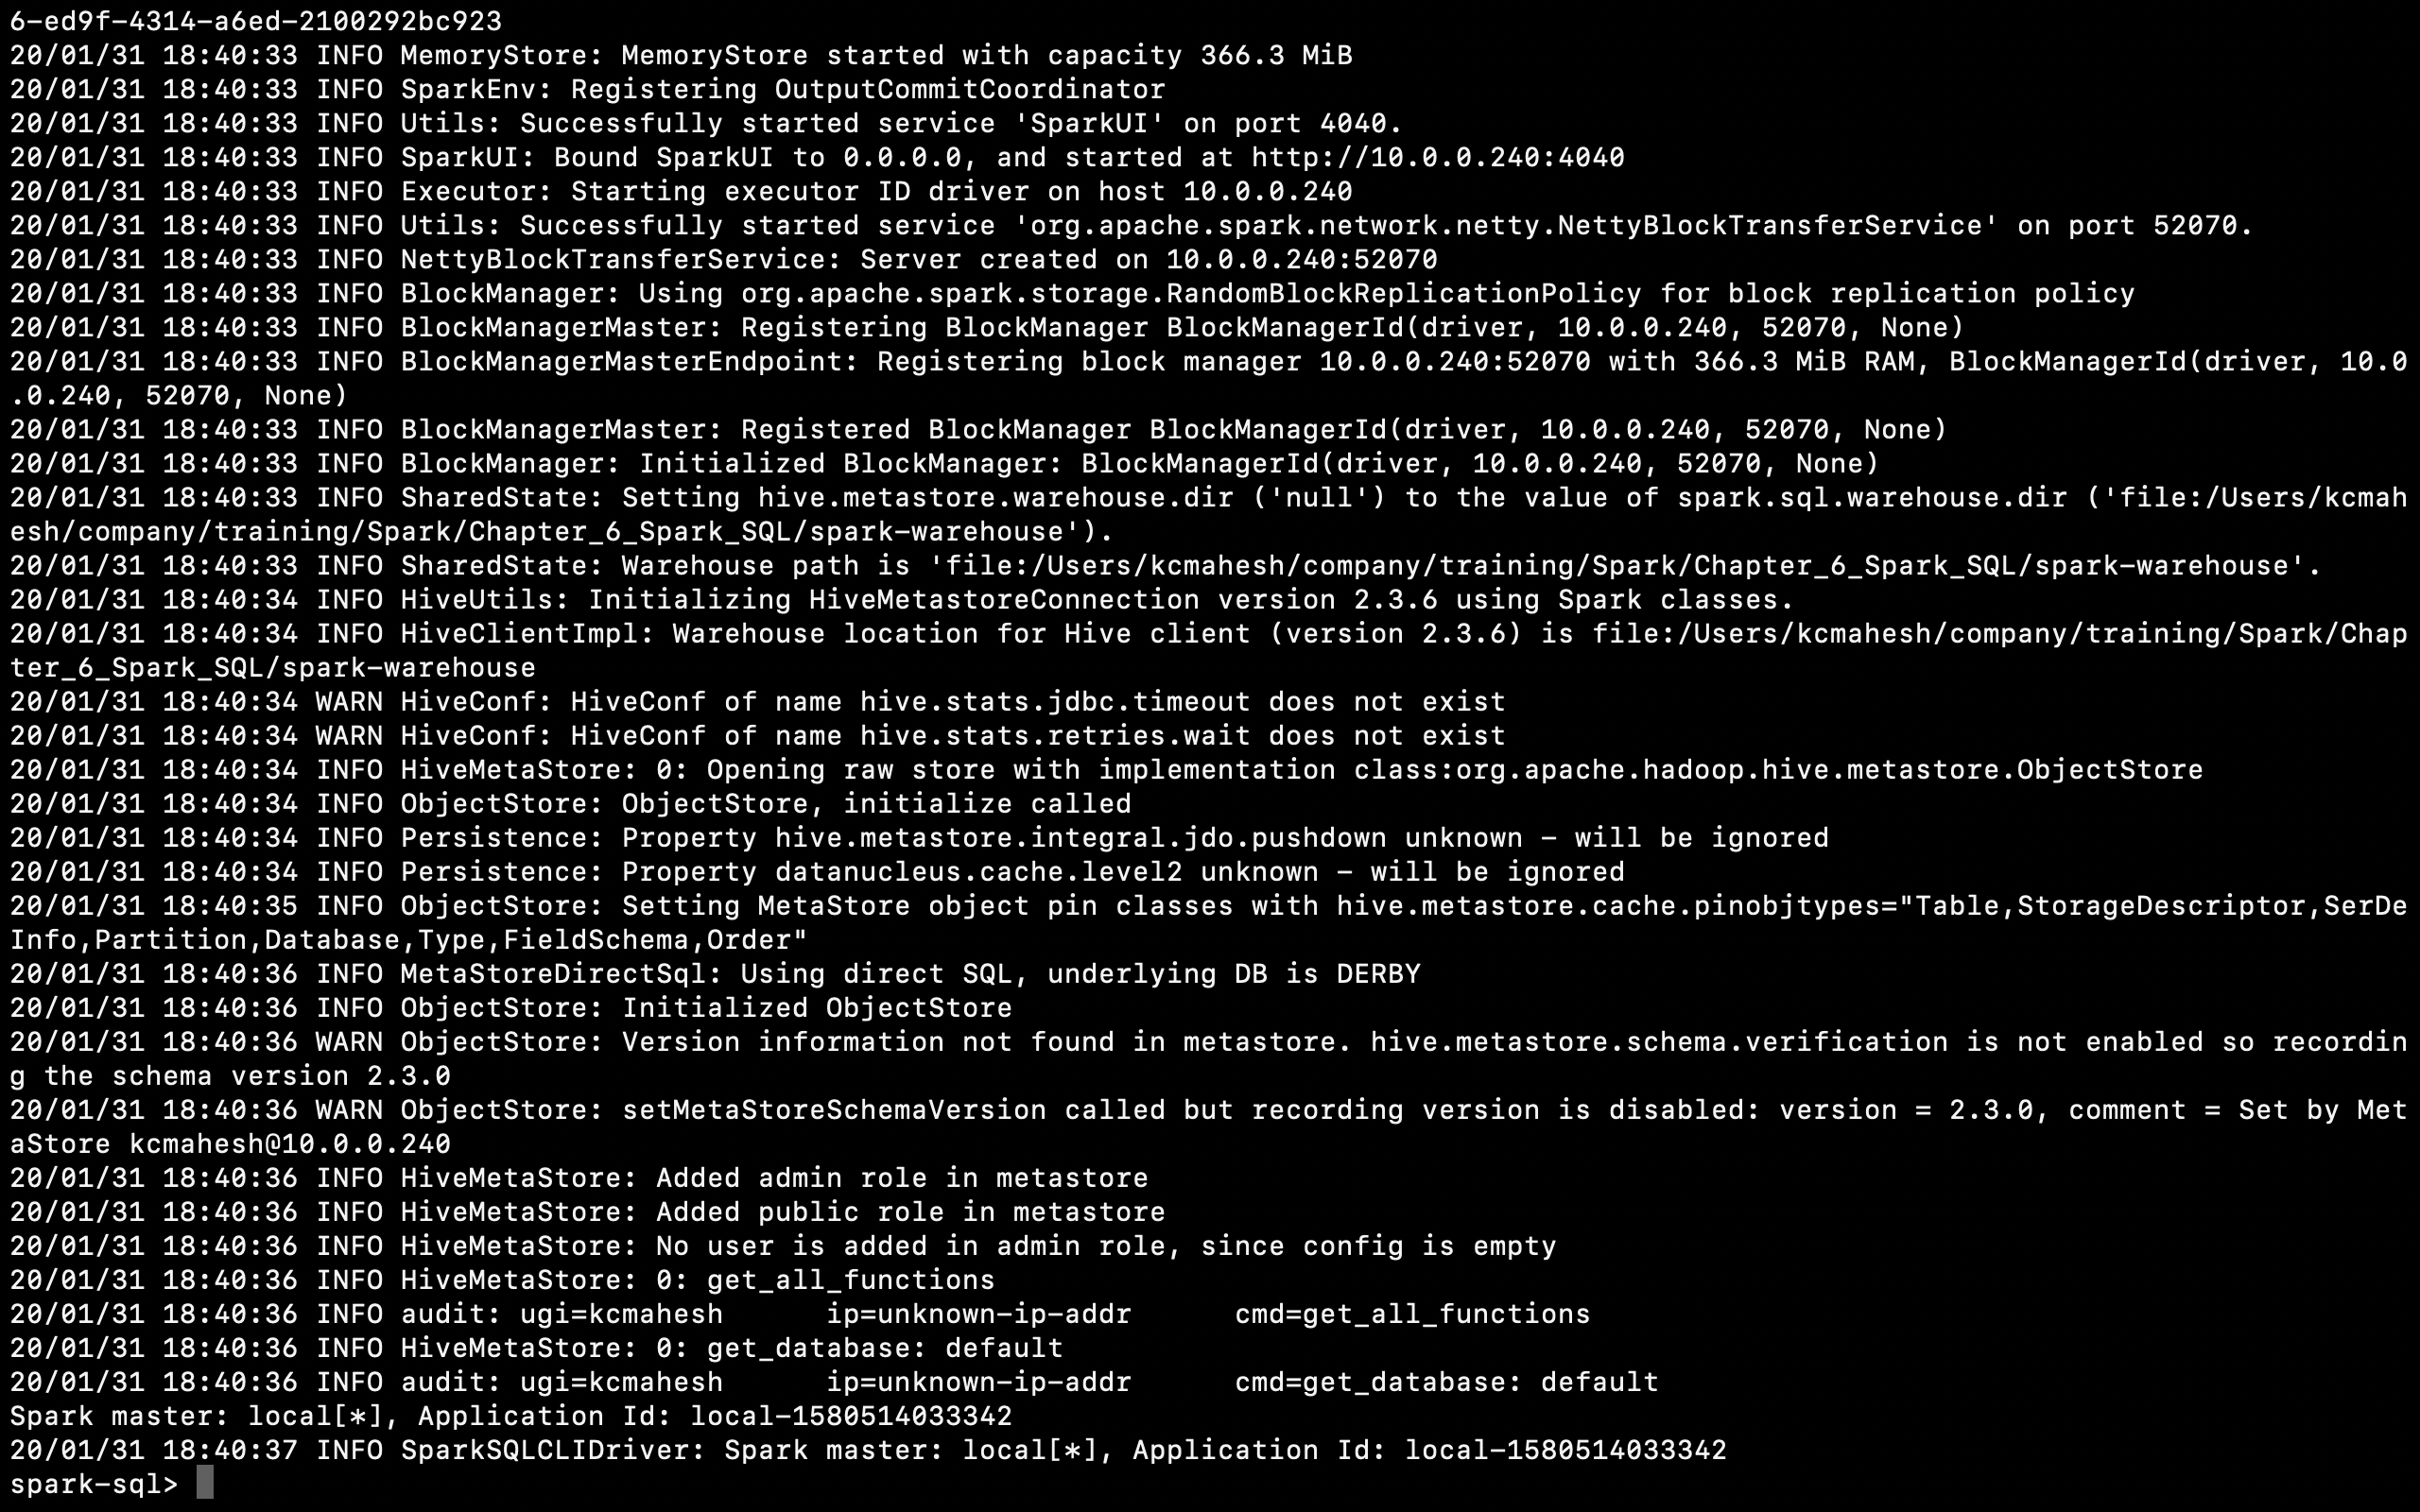 6-ed9f-4314-a6ed-2100292bc923
20/01/31 18:40:33 INFO MemoryStore: MemoryStore started with capacity 366.3 MiB
20/01/31 18:40:33 INFO SparkEnv: Registering OutputCommitCoordinator
20/01/31 18:40:33 INFO Utils: Successfully started service 'SparkUI' on port 4040.
20/01/31 18:40:33 INFO SparkUI: Bound SparkUI to 0.0.0.0, and started at http://10.0.0.240:4040
20/01/31 18:40:33 INFO Executor: Starting executor ID driver on host 10.0.0.240
20/01/31 18:40:33 INFO Utils: Successfully started service 'org.apache.spark.network.netty.NettyBlockTransferService' on port 52070.
20/01/31 18:40:33 INFO NettyBlockTransferService: Server created on 10.0.0.240:52070
20/01/31 18:40:33 INFO BlockManager: Using org.apache.spark.storage.RandomBlockReplicationPolicy for block replication policy
20/01/31 18:40:33 INFO BlockManagerMaster: Registering BlockManager BlockManagerId(driver, 10.0.0.240, 52070, None)
20/01/31 18:40:33 INFO BlockManagerMasterEndpoint: Registering block manager 10.0.0.240:52070 with 366.3 MiB RAM, BlockManagerId(driver, 10.0
.0.240, 52070, None)
20/01/31 18:40:33 INFO BlockManagerMaster: Registered BlockManager BlockManagerId(driver, 10.0.0.240, 52070, None)
20/01/31 18:40:33 INFO BlockManager: Initialized BlockManager: BlockManagerId(driver, 10.0.0.240, 52070, None)
20/01/31 18:40:33 INFO SharedState: Setting hive.metastore.warehouse.dir ('null') to the value of spark.sql.warehouse.dir ('file:/Users/kcmah
esh/company/training/Spark/Chapter_6_Spark_SQL/spark-warehouse').
20/01/31 18:40:33 INFO SharedState: Warehouse path is 'file:/Users/kcmahesh/company/training/Spark/Chapter_6_Spark_SQL/spark-warehouse'.
20/01/31 18:40:34 INFO HiveUtils: Initializing HiveMetastoreConnection version 2.3.6 using Spark classes.
20/01/31 18:40:34 INFO HiveClientImpl: Warehouse location for Hive client (version 2.3.6) is file:/Users/kcmahesh/company/training/Spark/Chap
ter_6_Spark_SQL/spark-warehouse
20/01/31 18:40:34 WARN HiveConf: HiveConf of name hive.stats.jdbc.timeout does not exist
20/01/31 18:40:34 WARN HiveConf: HiveConf of name hive.stats.retries.wait does not exist
20/01/31 18:40:34 INFO HiveMetaStore: 0: Opening raw store with implementation class:org.apache.hadoop.hive.metastore.ObjectStore
20/01/31 18:40:34 INFO ObjectStore: ObjectStore, initialize called
20/01/31 18:40:34 INFO Persistence: Property hive.metastore.integral.jdo.pushdown unknown - will be ignored
20/01/31 18:40:34 INFO Persistence: Property datanucleus.cache.level2 unknown - will be ignored
20/01/31 18:40:35 INFO ObjectStore: Setting MetaStore object pin classes with hive.metastore.cache.pinobjtypes="Table,StorageDescriptor,SerDe
Info,Partition,Database,Type,FieldSchema,Order"
20/01/31 18:40:36 INFO MetaStoreDirectSql: Using direct SQL, underlying DB is DERBY
20/01/31 18:40:36 INFO ObjectStore: Initialized ObjectStore
20/01/31 18:40:36 WARN ObjectStore: Version information not found in metastore. hive.metastore.schema.verification is not enabled so recordin
g the schema version 2.3.0
20/01/31 18:40:36 WARN ObjectStore: setMetaStoreSchemaVersion called but recording version is disabled: version = 2.3.0, comment = Set by Met
aStore kcmahesh@10.0.0.240
20/01/31 18:40:36 INFO HiveMetaStore: Added admin role in metastore
20/01/31 18:40:36 INFO HiveMetaStore: Added public role in metastore
20/01/31 18:40:36 INFO HiveMetaStore: No user is added in admin role, since config is empty
20/01/31 18:40:36 INFO HiveMetaStore: 0: get_all_functions
20/01/31 18:40:36 INFO audit: ugi=kcmahesh      ip=unknown-ip-addr      cmd=get_all_functions
20/01/31 18:40:36 INFO HiveMetaStore: 0: get_database: default
20/01/31 18:40:36 INFO audit: ugi=kcmahesh      ip=unknown-ip-addr      cmd=get_database: default
Spark master: local[*], Application Id: local-1580514033342
20/01/31 18:40:37 INFO SparkSQLCLIDriver: Spark master: local[*], Application Id: local-1580514033342
spark-sql>